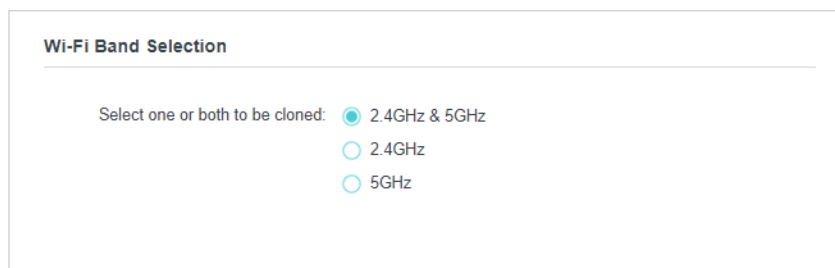 Wi-Fi Band Selection
Select one or both to be cloned: 2.4GHz & 5GHz
2.4GHz
5GHz